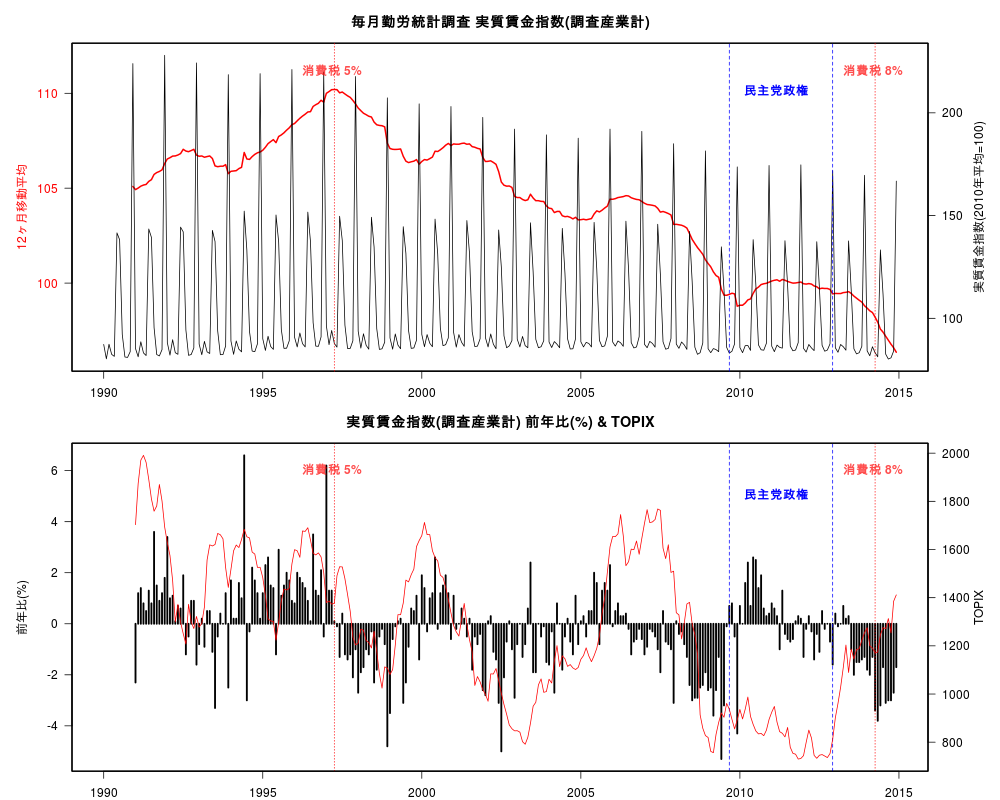 毎月勤労統計調査 実質賃金指数(調査産業計)
消費税 5%
消費税 8%
民主党政権
110
105
100
12ヶ月移動平均
200
150
100
実質賃金指数(2010年平均=100)
1990 1995 2000 2005 2010 2015
実質賃金指数(調査産業計) 前年比(%) & TOPIX
消費税 5%
消費税 8%
民主党政権
6
4
2
0
-2
-4
前年比(%)
2000
1800
1600
1400
1200
1000
800
TOPIX
1990 1995 2000 2005 2010 2015